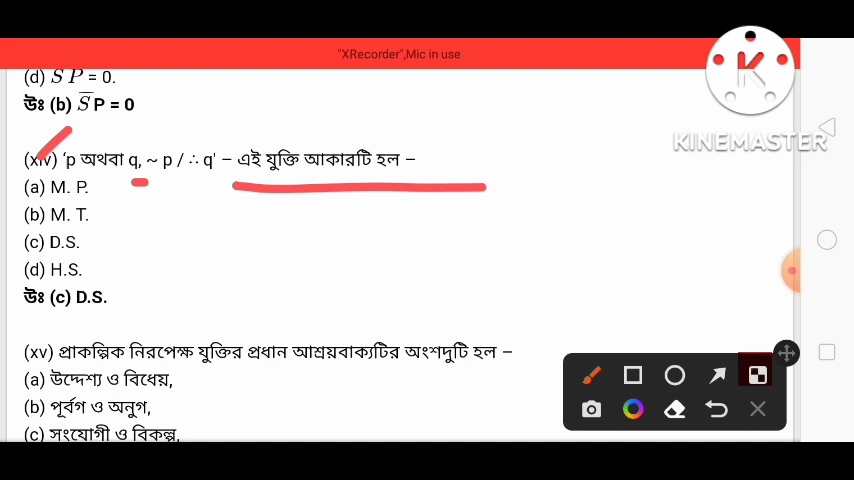 "XRecorder",Mic in use
(d) S P = 0.
উঃ (b) S̅ P = 0
KINEMASTER
(xiv) ‘p অথবা q, ~ p / ∴ q' – এই যুক্তি আকারটি হল –
(a) M. P.
(b) M. T.
(c) D.S.
(d) H.S.
উঃ (c) D.S.
(xv) প্রাকল্পিক নিরপেক্ষ যুক্তির প্রধান আশ্রয়বাক্যটির অংশদুটি হল –
(a) উদ্দেশ্য ও বিধেয়,
(b) পূর্বগ ও অনুগ,
(c) সংযোগী ও বিকল্প,